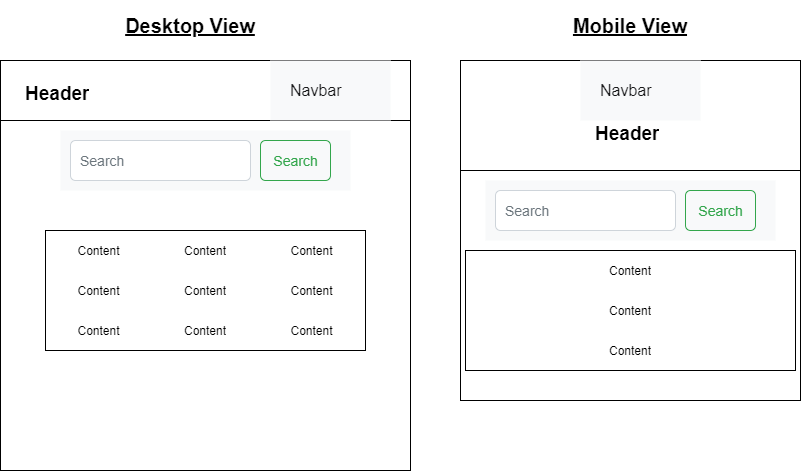 Desktop View
Header
Navbar
Search Search
Content Content Content
Content Content Content
Content Content Content
Mobile View
Navbar
Header
Search Search
Content
Content
Content